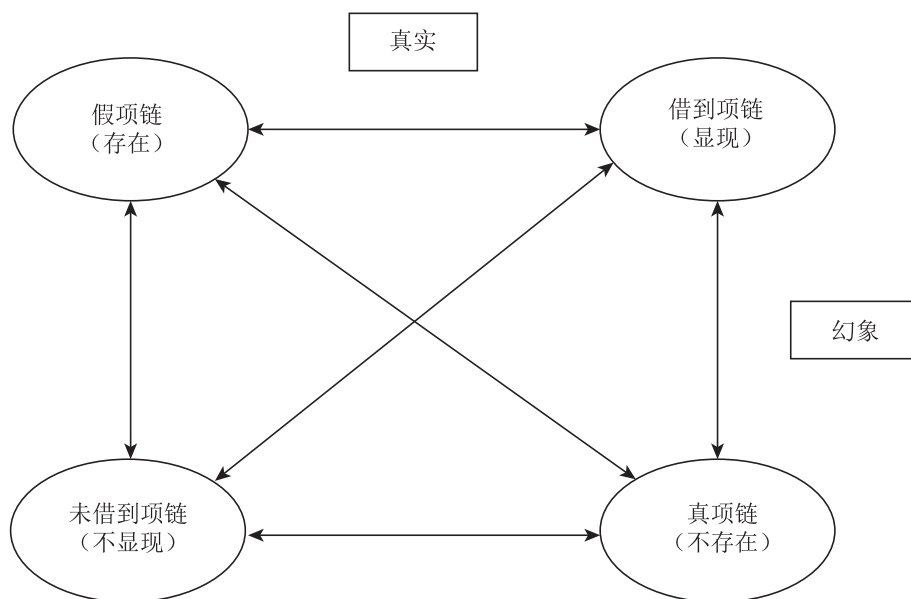 真实
假项链
（存在）
借到项链
（显现）
幻象
未借到项链
（不显现）
真项链
（不存在）